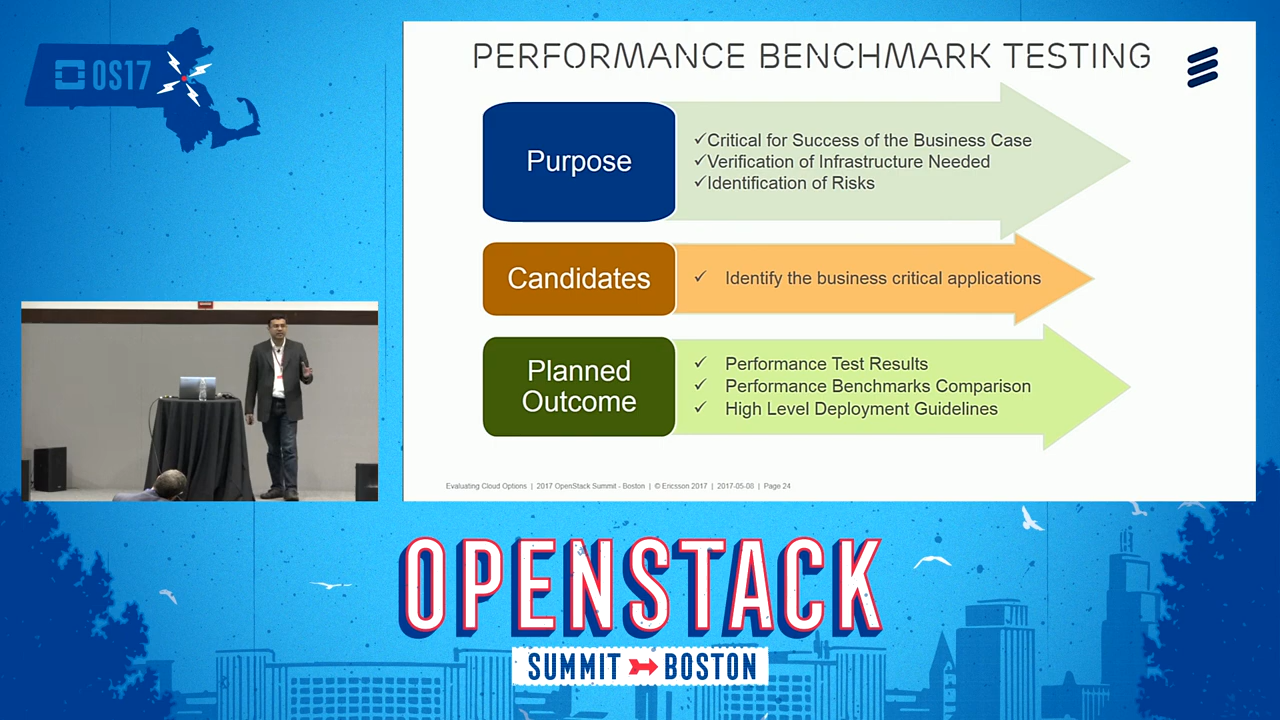 OS17
PERFORMANCE BENCHMARK TESTING
Purpose
✓Critical for Success of the Business Case
✓Verification of Infrastructure Needed
✓Identification of Risks
Candidates
✓ Identify the business critical applications
Planned
Outcome
✓ Performance Test Results
✓ Performance Benchmarks Comparison
✓ High Level Deployment Guidelines
Evaluating Cloud Options | 2017 OpenStack Summit - Boston | © Ericsson 2017 | 2017-05-08 | Page 24
OPENSTACK
SUMMIT BOSTON